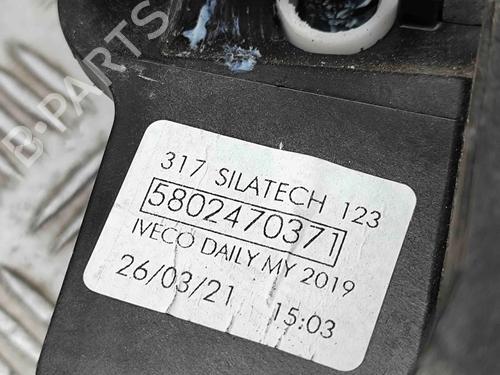 B-PARTS
317 SILATECH 123
5802470371
IVECO DAILY MY 2019
26/03/21 15:03